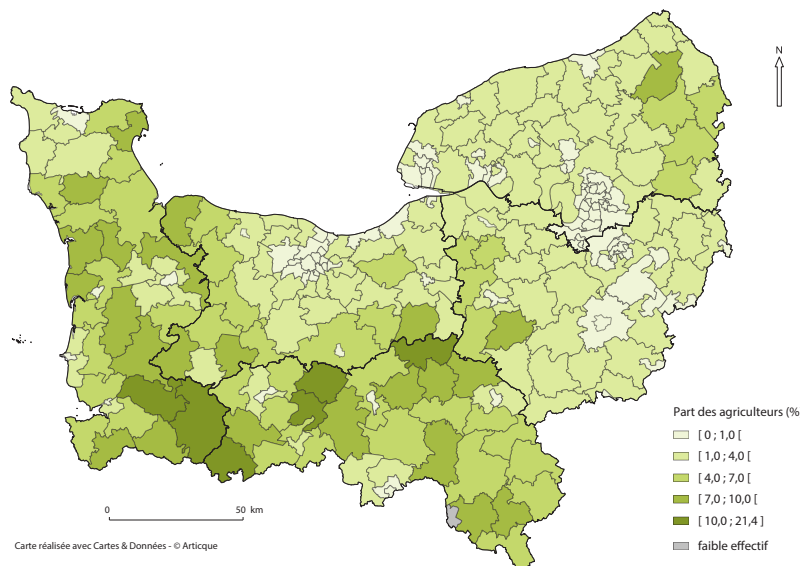 N
Part des agriculteurs (%
[ 0 ; 1,0 [
[ 1,0 ; 4,0 [
[ 4,0 ; 7,0 [
[ 7,0 ; 10,0 [
[ 10,0 ; 21,4 ]
faible effectif
0 50 km
Carte réalisée avec Cartes & Données - © Articque